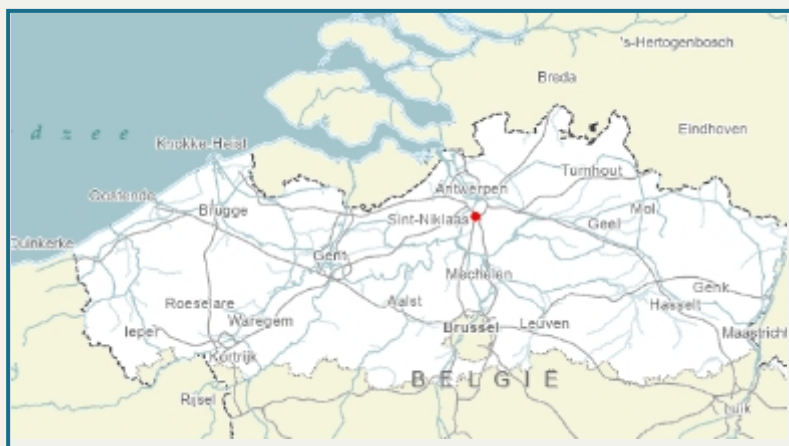 's-Hertogenbosch
Breda
dzee
Eindhoven
Knokke-Heist
Turnhout
Antwerpen
Oostende
Mol
Brugge
Sint-Niklaas
Geel
Duinkerke
Gent
Mechelen
Genk
Roeselare
Aalst
Hasselt
Waregem
Ieper
Brussel
Leuven
Maastricht
Kortrijk
BELGIË
Rijsel
Luik